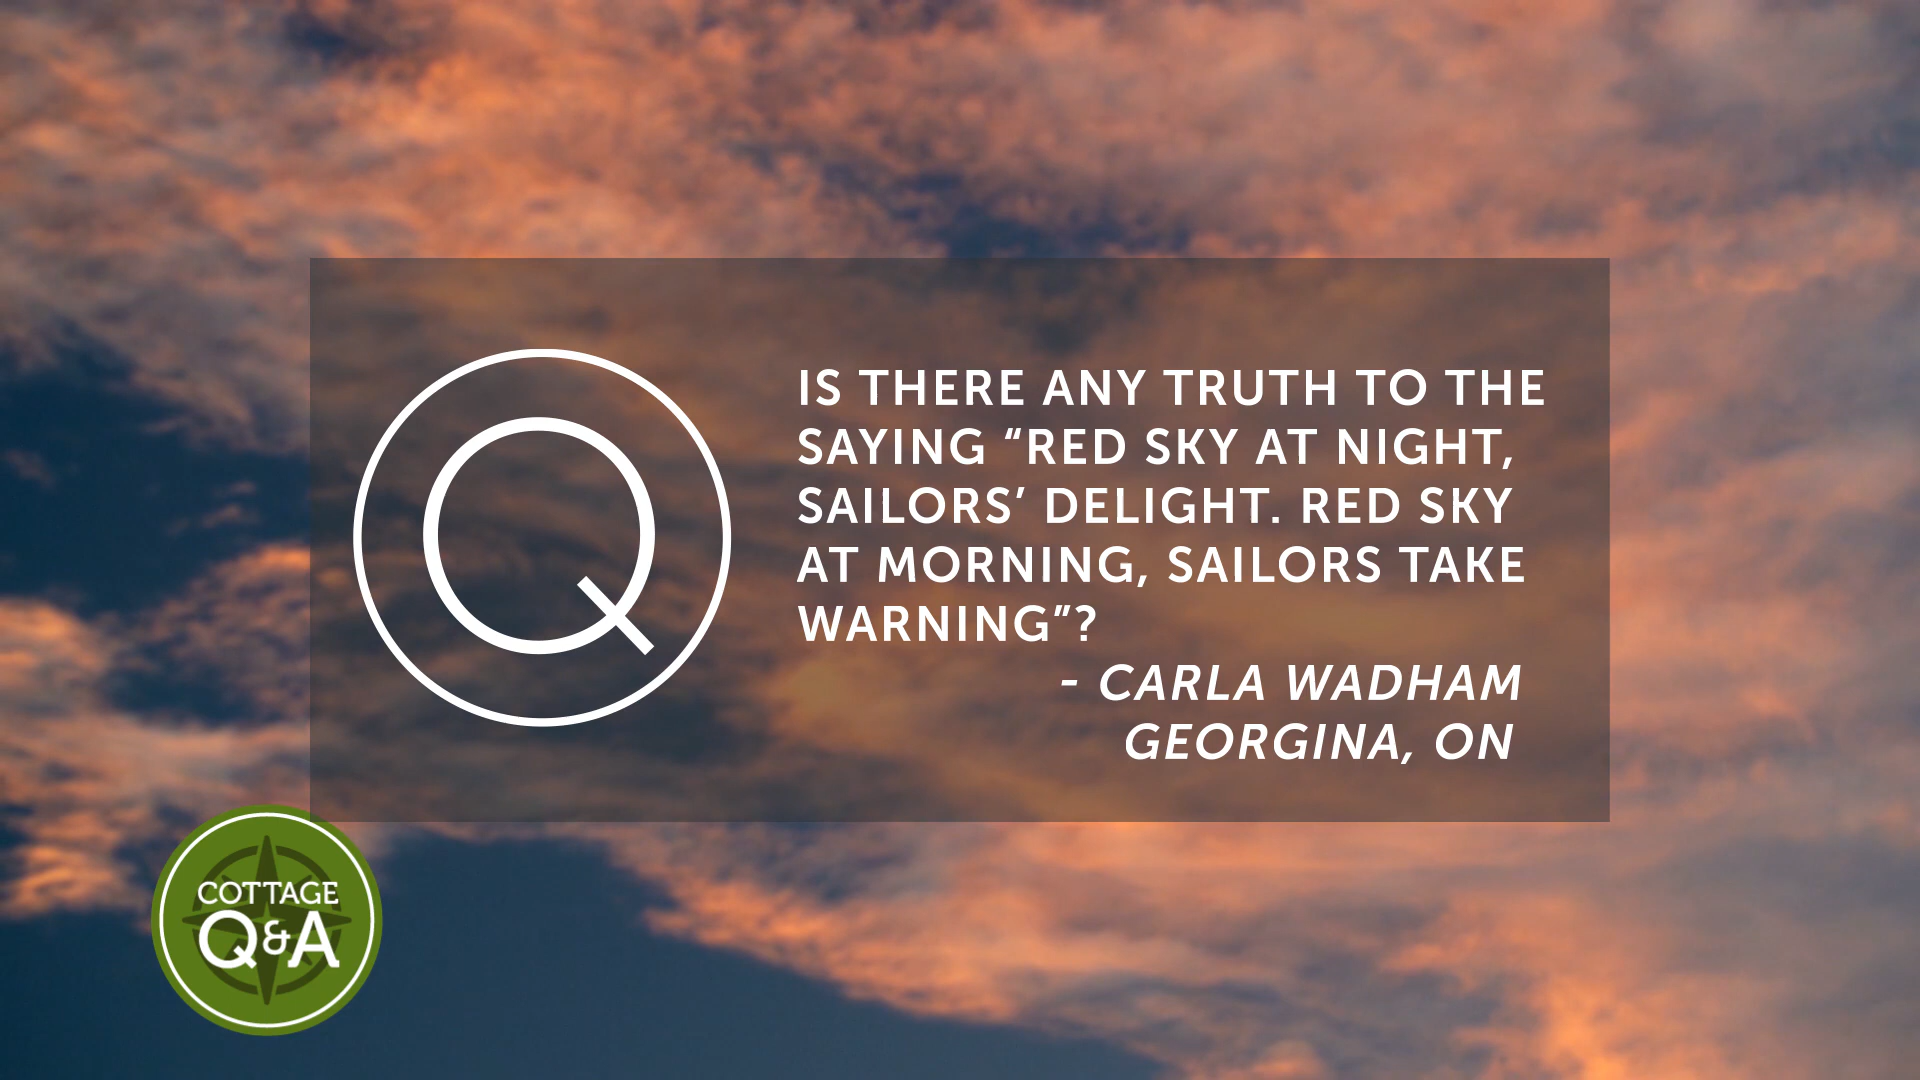 Q
IS THERE ANY TRUTH TO THE
SAYING “RED SKY AT NIGHT,
SAILORS’ DELIGHT. RED SKY
AT MORNING, SAILORS TAKE
WARNING”?
- CARLA WADHAM
GEORGINA, ON
COTTAGE
Q&A